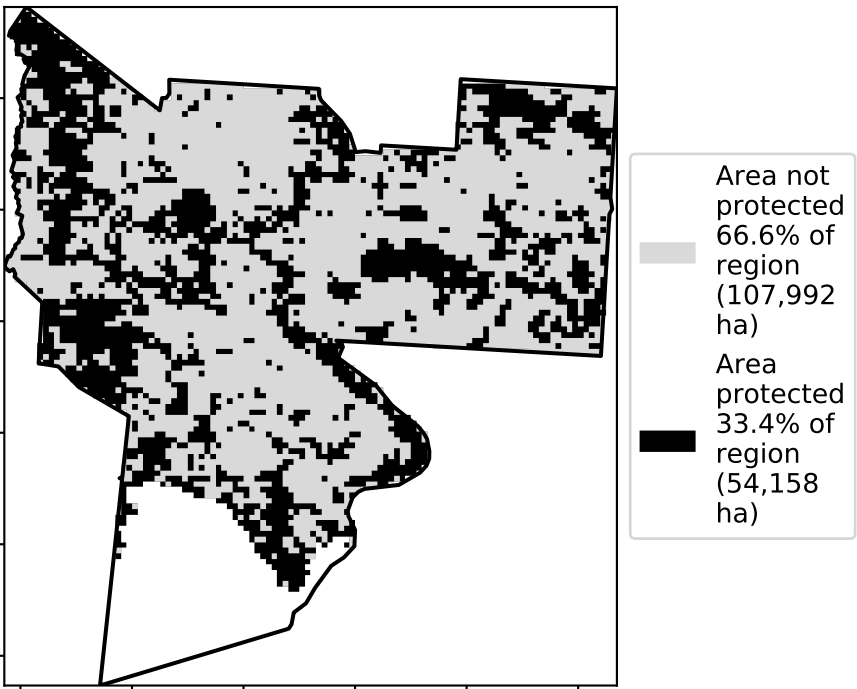 Area not
protected
66.6% of
region
(107,992
ha)
Area
protected
33.4% of
region
(54,158
ha)